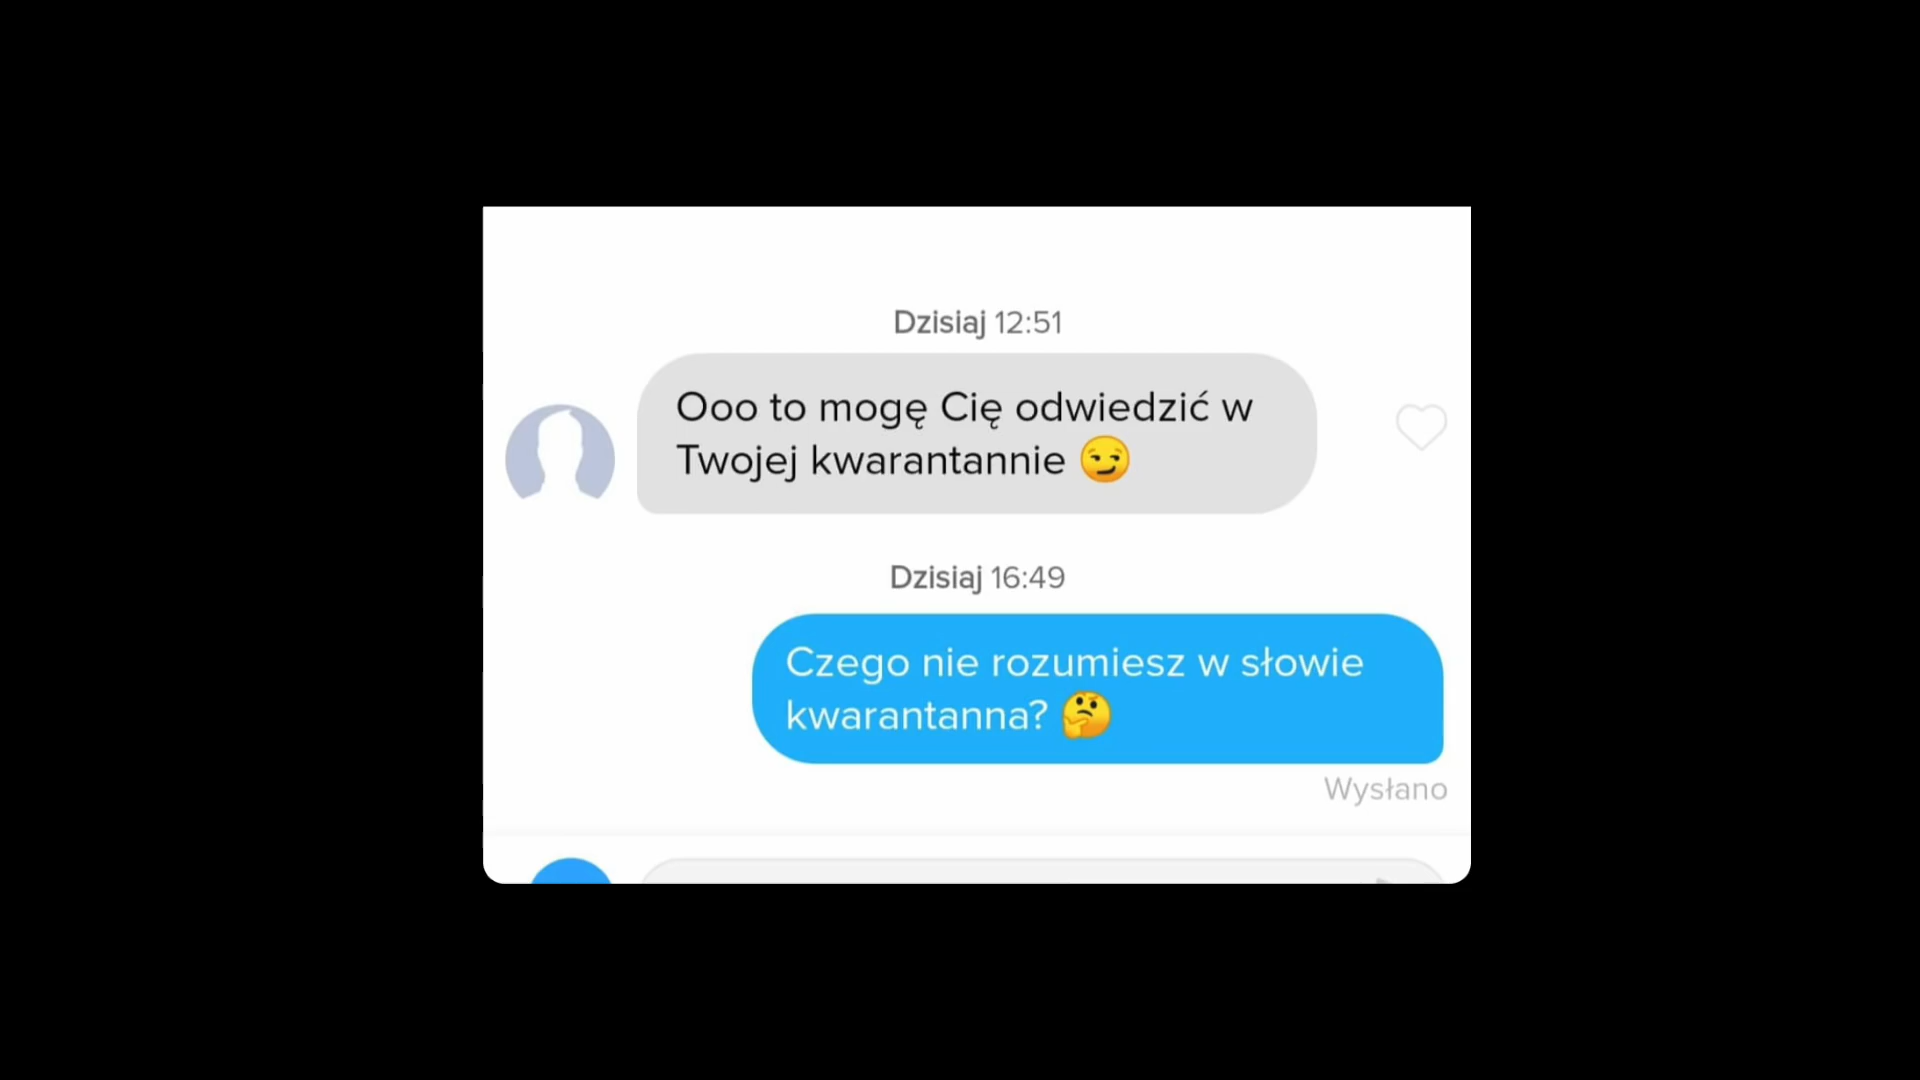 Dzisiaj 12:51
Ooo to mogę Cię odwiedzić w
Twojej kwarantannie 😏
Dzisiaj 16:49
Czego nie rozumiesz w słowie
kwarantanna? 🤔
Wysłano